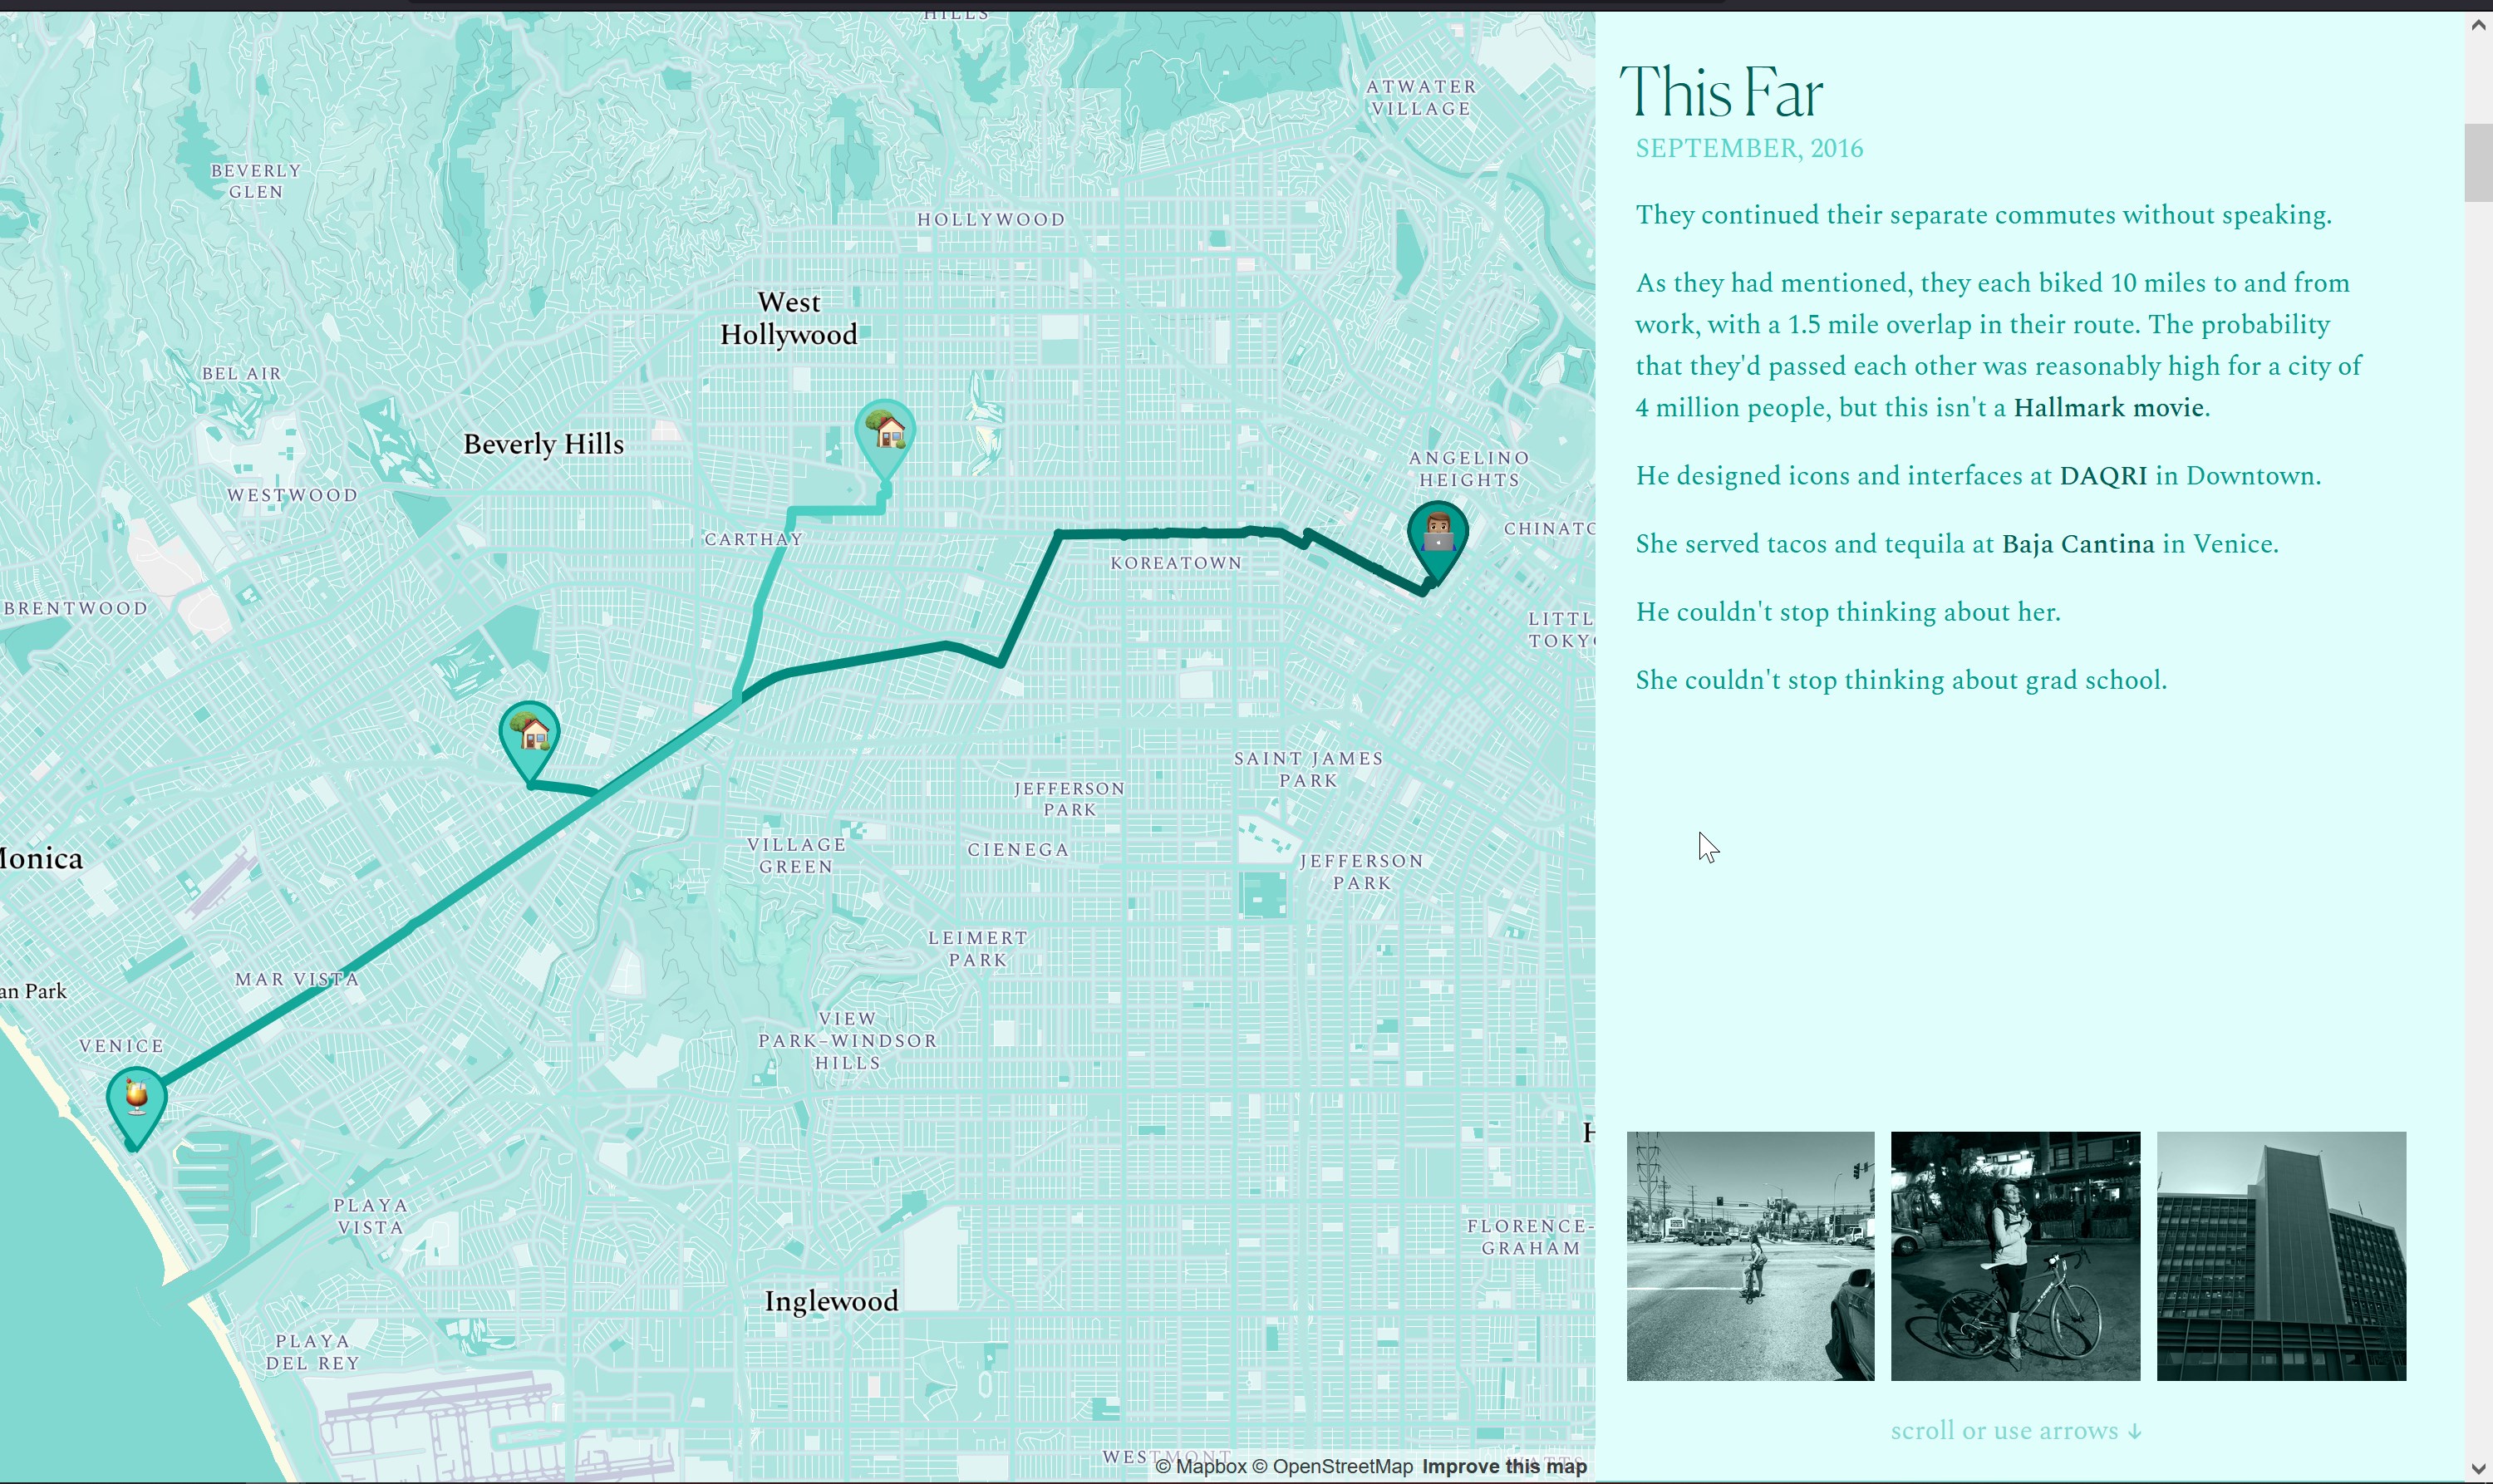 HILLS
ATWATER
VILLAGE
BEVERLY
GLEN
HOLLYWOOD
West
Hollywood
BEL AIR
Beverly Hills
WESTWOOD
ANGELINO
HEIGHTS
CARTHAY
CHINATO
KOREATOWN
BRENTWOOD
LITTL
TOKYO
SAINT JAMES
PARK
JEFFERSON
PARK
VILLAGE
GREEN
CIENEGA
JEFFERSON
PARK
Monica
LEIMERT
PARK
MAR VISTA
an Park
VIEW
PARK–WINDSOR
HILLS
VENICE
H
PLAYA
VISTA
FLORENCE-
GRAHAM
Inglewood
PLAYA
DEL REY
WESTMONT
WATTS
© Mapbox © OpenStreetMap Improve this map
This Far
SEPTEMBER, 2016
They continued their separate commutes without speaking.
As they had mentioned, they each biked 10 miles to and from
work, with a 1.5 mile overlap in their route. The probability
that they'd passed each other was reasonably high for a city of
4 million people, but this isn't a Hallmark movie.
He designed icons and interfaces at DAQRI in Downtown.
She served tacos and tequila at Baja Cantina in Venice.
He couldn't stop thinking about her.
She couldn't stop thinking about grad school.
scroll or use arrows ↓